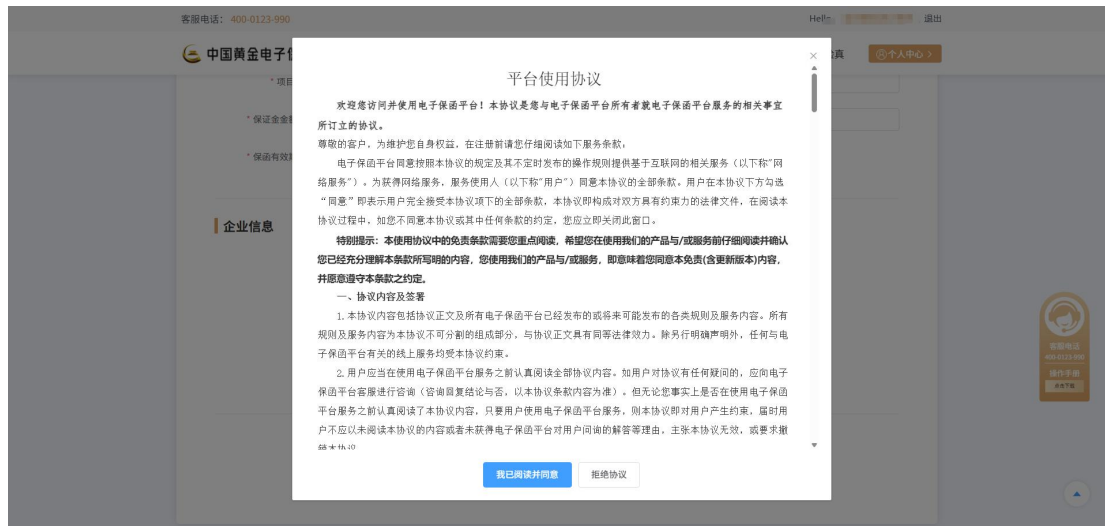 客服电话：400-0123-990
Hello, 退出
中国黄金电子保
验真
个人中心 >
* 项目
* 保证金金额
* 保函有效期
企业信息
×
平台使用协议
欢迎您访问并使用电子保函平台！本协议是您与电子保函平台所有者就电子保函平台服务的相关事宜
所订立的协议。
尊敬的客户，为维护您自身权益，在注册前请您仔细阅读如下服务条款。
电子保函平台同意按照本协议的规定及其不定时发布的操作规则提供基于互联网的相关服务（以下称“网
络服务”）。为获得网络服务，服务使用人（以下称“用户”）同意本协议的全部条款。用户在本协议下方勾选
“同意”即表示用户完全接受本协议项下的全部条款，本协议即构成对双方具有约束力的法律文件，在阅读本
协议过程中，如您不同意本协议或其中任何条款的约定，您应立即关闭此窗口。
特别提示：本使用协议中的免责条款需要您重点阅读，希望您在使用我们的产品与/或服务前仔细阅读并确认
您已经充分理解本条款所写明的内容，您使用我们的产品与/或服务，即意味着您同意本免责(含更新版本)内容，
并愿意遵守本条款之约定。
一、协议内容及签署
1. 本协议内容包括协议正文及所有电子保函平台已经发布的或将来可能发布的各类规则及服务内容。所有
规则及服务内容为本协议不可分割的组成部分，与协议正文具有同等法律效力。除另行明确声明外，任何与电
子保函平台有关的线上服务均受本协议约束。
2. 用户应当在使用电子保函平台服务之前认真阅读全部协议内容。如用户对协议有任何疑问的，应向电子
保函平台客服进行咨询（咨询回复结论与否，以本协议条款内容为准）。但无论您事实上是否在使用电子保函
平台服务之前认真阅读了本协议内容，只要用户使用电子保函平台服务，则本协议即对用户产生约束，届时用
户不应以未阅读本协议的内容或者未获得电子保函平台对用户问询的解答等理由，主张本协议无效，或要求撤
销本协议。
我已阅读并同意
拒绝协议
客服电话
400-0123-990
操作手册
点击下载